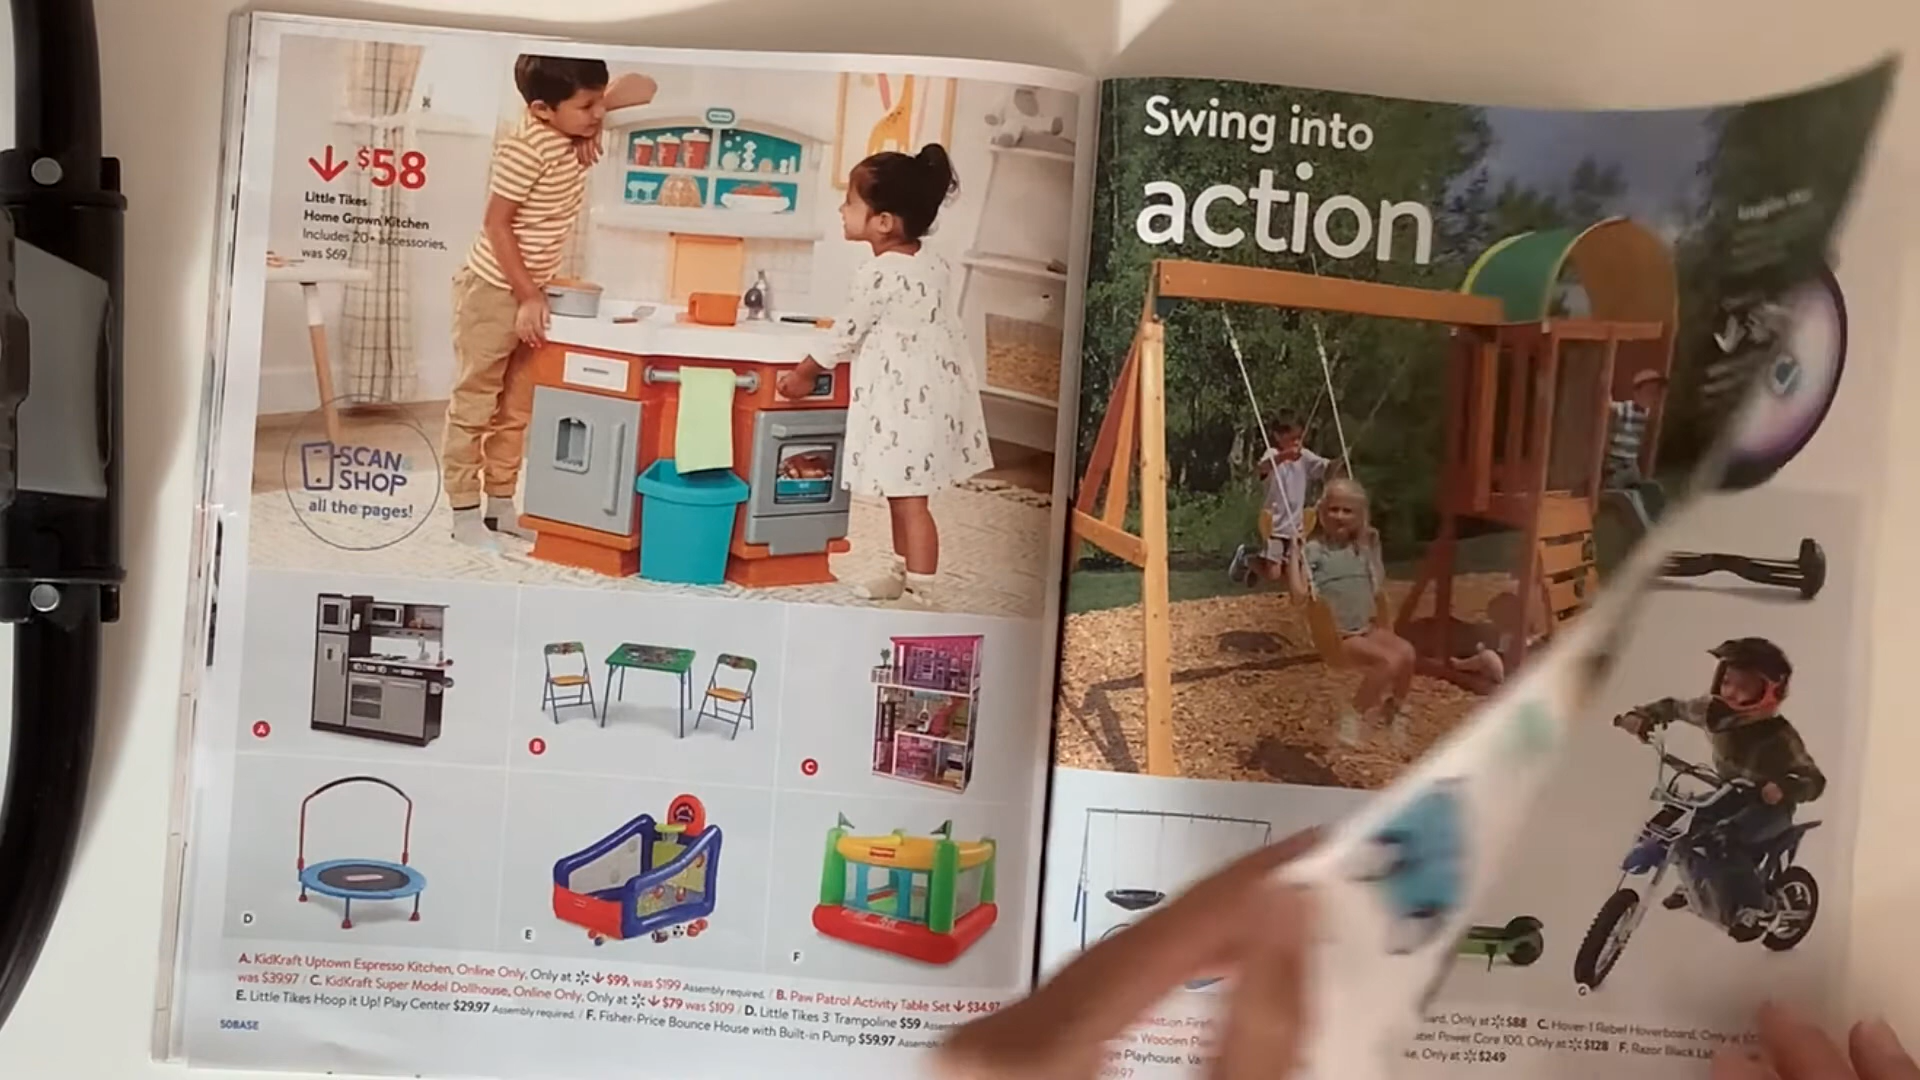 $58
Little Tikes
Home Grown Kitchen
Includes 20+ accessories,
was $69
SCAN &
SHOP
all the pages!
Swing into
action
A
B
C
D
E
F
G
A. KidKraft Uptown Espresso Kitchen, Online Only, Only at $99, was $199 Assembly required. / B. Paw Patrol Activity Table Set $34.97
was $39.97 / C. KidKraft Super Model Dollhouse, Online Only, Only at $79 was $109 / D. Little Tikes 3' Trampoline $59
E. Little Tikes Hoop it Up! Play Center $29.97 Assembly required. / F. Fisher-Price Bounce House with Built-in Pump $59.97
50BASE
Only at $88 C. Hover-1 Rebel Hoverboard, Only at
Power Core 100, Only at $128 / F. Razor Black
Only at $249
Wooden
Playhouse,